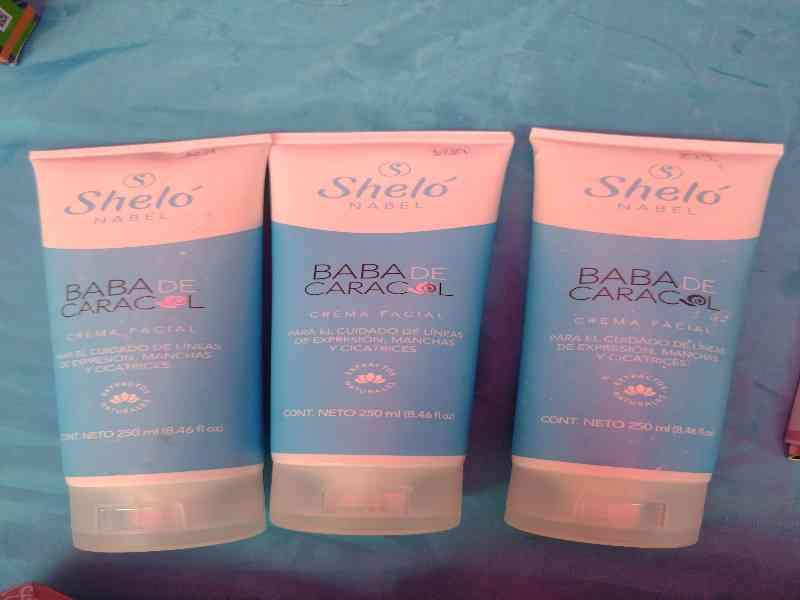 S
Sheló
NABEL
BABA DE
CARACOL
CREMA FACIAL
PARA EL CUIDADO DE LÍNEAS
DE EXPRESIÓN, MANCHAS
Y CICATRICES
EXTRACTOS
NATURALES
CONT. NETO 250 ml (8.46 fl oz)
S
Sheló
NABEL
BABA DE
CARACOL
CREMA FACIAL
PARA EL CUIDADO DE LÍNEAS
DE EXPRESIÓN, MANCHAS
Y CICATRICES
EXTRACTOS
NATURALES
CONT. NETO 250 ml (8.46 fl oz)
S
Sheló
NABEL
BABA DE
CARACOL
CREMA FACIAL
PARA EL CUIDADO DE LÍNEAS
DE EXPRESIÓN, MANCHAS
Y CICATRICES
EXTRACTOS
NATURALES
CONT. NETO 250 ml (8.46 fl oz)